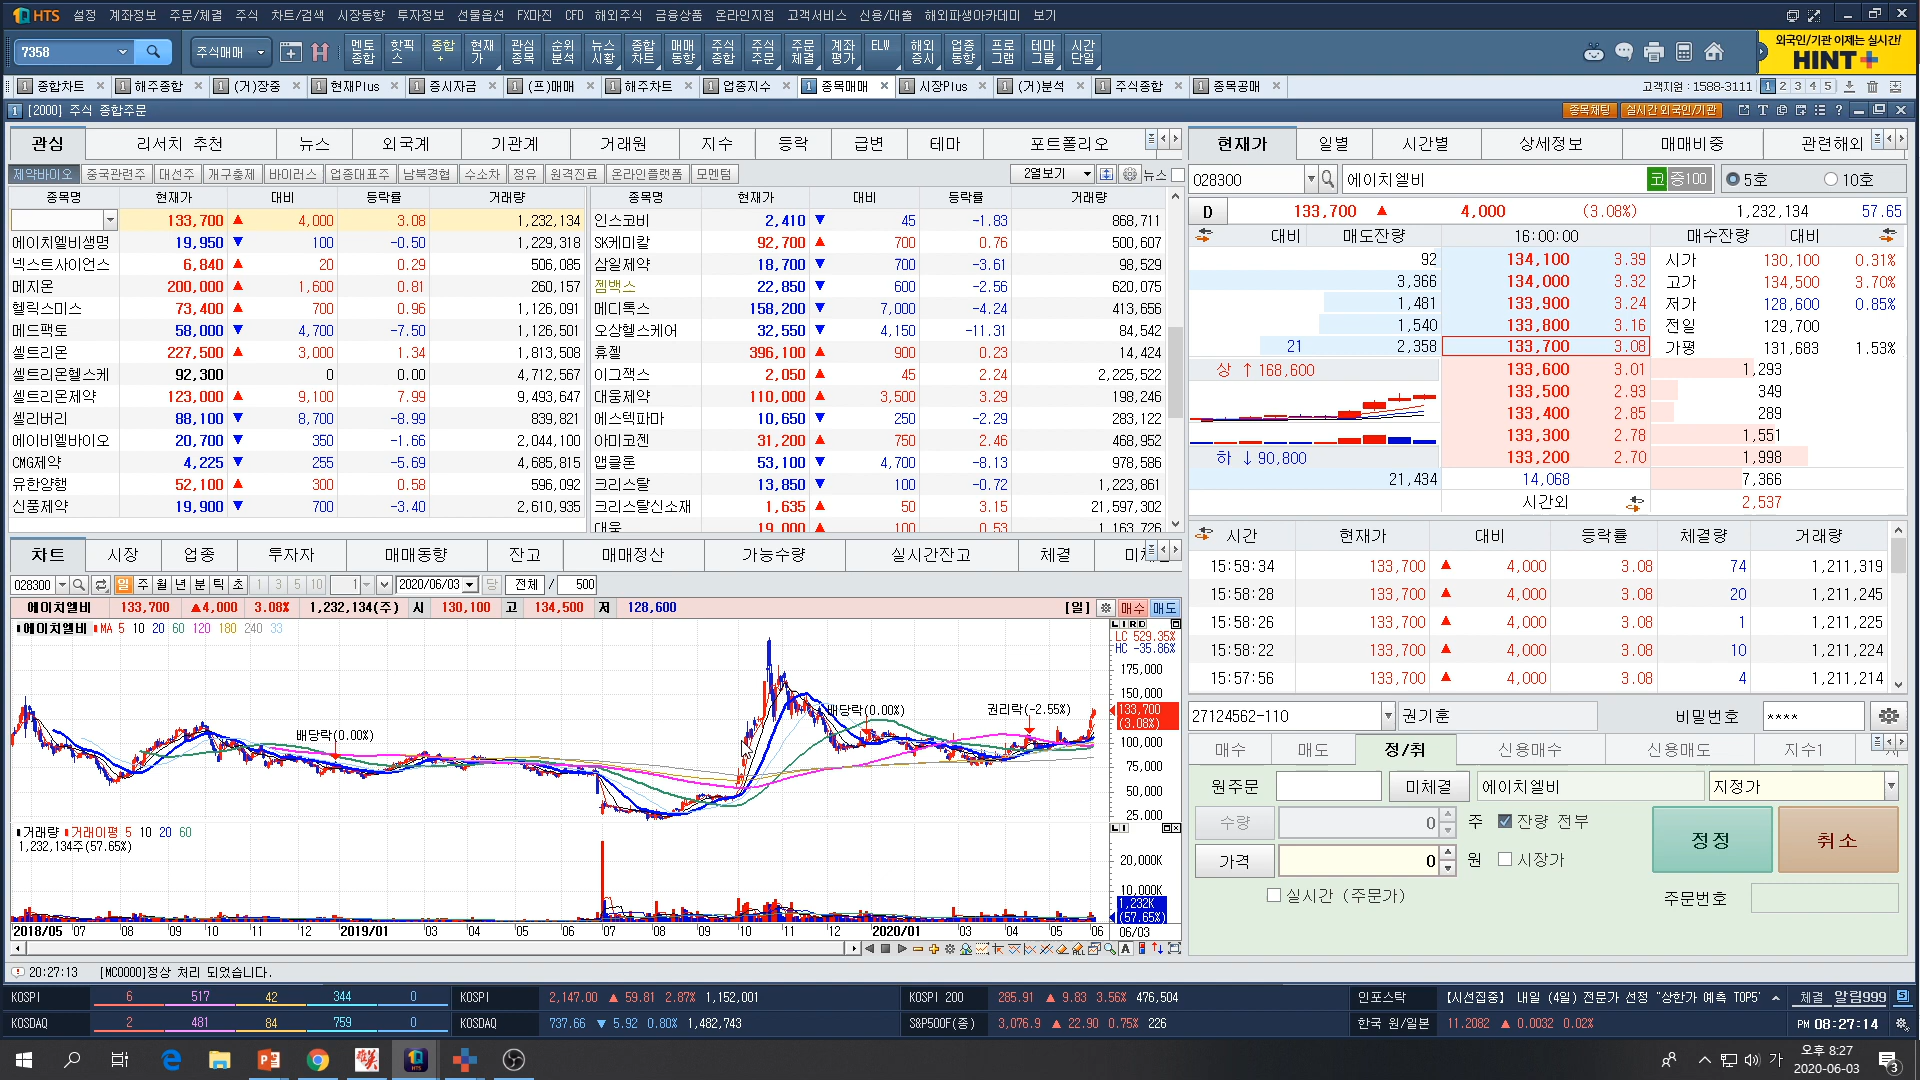 HTS 설정 계좌정보 주문/체결 주식 차트/검색 시장동향 투자정보 선물옵션 FX마진 CFD 해외주식 금융상품 온라인지점 고객서비스 신용/대출 해외파생아카데미 보기
7358 주식매매 멘토종합 핫픽스 종합+ 현재가 관심종목 순위분석 뉴스시황 종합차트 매매동향 주식종합 주식주문 주문체결 계좌평가 ELW 해외증시 업종동향 프로그램 테마그룹 시간단일
외국인/기관 이제는 실시간!
HINT+
1 종합차트 1 해주종합 1 (거)장중 1 현재Plus 1 증시자금 1 (프)매매 1 해주차트 1 업종지수 1 종목매매 1 시장Plus 1 (거)분석 1 주식종합 1 종목공매 고객지원 : 1588-3111 1 2 3 4 5
1 [2000] 주식 종합주문 종목채팅 실시간 외국인/기관
관심 리서치 추천 뉴스 외국계 기관계 거래원 지수 등락 급변 테마 포트폴리오
제약바이오 중국관련주 대선주 개구충제 바이러스 업종대표주 남북경협 수소차 정유 원격진료 온라인플랫폼 모멘텀 2열보기 뉴스
종목명 현재가 대비 등락률 거래량 종목명 현재가 대비 등락률 거래량
133,700 ▲ 4,000 3.08 1,232,134 인스코비 2,410 ▼ 45 -1.83 868,711
에이치엘비생명 19,950 ▼ 100 -0.50 1,229,318 SK케미칼 92,700 ▲ 700 0.76 500,607
넥스트사이언스 6,840 ▲ 20 0.29 506,085 삼일제약 18,700 ▼ 700 -3.61 98,529
메지온 200,000 ▲ 1,600 0.81 260,157 젬백스 22,850 ▼ 600 -2.56 620,075
헬릭스미스 73,400 ▲ 700 0.96 1,126,091 메디톡스 158,200 ▼ 7,000 -4.24 413,656
메드팩토 58,000 ▼ 4,700 -7.50 1,126,501 오상헬스케어 32,550 ▼ 4,150 -11.31 84,542
셀트리온 227,500 ▲ 3,000 1.34 1,813,508 휴젤 396,100 ▲ 900 0.23 14,424
셀트리온헬스케 92,300 0 0.00 4,712,567 이그잭스 2,050 ▲ 45 2.24 2,225,522
셀트리온제약 123,000 ▲ 9,100 7.99 9,493,647 대웅제약 110,000 ▲ 3,500 3.29 198,246
셀리버리 88,100 ▼ 8,700 -8.99 839,821 에스텍파마 10,650 ▼ 250 -2.29 283,122
에이비엘바이오 20,700 ▼ 350 -1.66 2,044,100 아미코젠 31,200 ▲ 750 2.46 468,952
CMG제약 4,225 ▼ 255 -5.69 4,685,815 앱클론 53,100 ▼ 4,700 -8.13 978,586
유한양행 52,100 ▲ 300 0.58 596,092 크리스탈 13,850 ▼ 100 -0.72 1,223,861
신풍제약 19,900 ▼ 700 -3.40 2,610,935 크리스탈신소재 1,635 ▲ 50 3.15 21,597,302
대웅 19,000 ▲ 100 0.53 1,163,726
차트 시장 업종 투자자 매매동향 잔고 매매정산 가능수량 실시간잔고 체결
028300 일 주 월 년 분 틱 초 1 3 5 10 1 2020/06/03 당 전체 / 500
에이치엘비 133,700 ▲4,000 3.08% 1,232,134(주) 시 130,100 고 134,500 저 128,600 [일] 매수 매도
에이치엘비 MA 5 10 20 60 120 180 240 33
L I R D
LC 529.35%
HC -35.86%
175,000
150,000
배당락(0.00%) 권리락(-2.55%) 133,700
(3.08%)
배당락(0.00%)
100,000
75,000
50,000
25,000
거래량 거래이평 5 10 20 60
1,232,134주(57.65%)
20,000K
10,000K
1,232K
(57.65%)
2018/05 07 08 09 10 11 12 2019/01 03 04 05 06 07 08 09 10 11 12 2020/01 03 04 05 06 06/03
20:27:13 [MC0000]정상 처리 되었습니다.
현재가 일별 시간별 상세정보 매매비중 관련해외
028300 에이치엘비 코 중100 5호 10호
D 133,700 ▲ 4,000 (3.08%) 1,232,134 57.65
대비 매도잔량 16:00:00 매수잔량 대비
92 134,100 3.39 시가 130,100 0.31%
3,366 134,000 3.32 고가 134,500 3.70%
1,481 133,900 3.24 저가 128,600 0.85%
1,540 133,800 3.16 전일 129,700
21 2,358 133,700 3.08 가평 131,683 1.53%
상 ↑ 168,600 133,600 3.01 1,293
133,500 2.93 349
133,400 2.85 289
133,300 2.78 1,551
하 ↓ 90,800 133,200 2.70 1,998
21,434 14,068 7,366
시간외 2,537
시간 현재가 대비 등락률 체결량 거래량
15:59:34 133,700 ▲ 4,000 3.08 74 1,211,319
15:58:28 133,700 ▲ 4,000 3.08 20 1,211,245
15:58:26 133,700 ▲ 4,000 3.08 1 1,211,225
15:58:22 133,700 ▲ 4,000 3.08 10 1,211,224
15:57:56 133,700 ▲ 4,000 3.08 4 1,211,214
27124562-110 권기훈 비밀번호 ****
매수 매도 정/취 신용매수 신용매도 지수1
원주문 미체결 에이치엘비 지정가
수량 0 주 잔량 전부 정정 취소
가격 0 원 시장가
실시간 (주문가) 주문번호
KOSPI 6 517 42 344 0 KOSPI 2,147.00 ▲ 59.81 2.87% 1,152,001 KOSPI 200 285.91 ▲ 9.83 3.56% 476,504 인포스탁 【시선집중】 내일 (4일) 전문가 선정 "상한가 예측 TOP5' 체결 알림999
KOSDAQ 2 481 84 759 0 KOSDAQ 737.66 ▼ 5.92 0.80% 1,482,743 S&P500F(종) 3,076.9 ▲ 22.90 0.75% 226 한국 원/일본 11.2082 ▲ 0.0032 0.02% PM 08:27:14
가 오후 8:27
2020-06-03 3